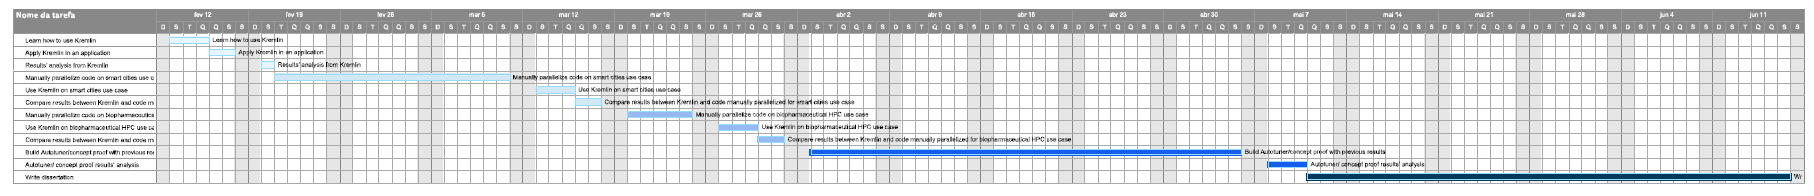 Nome da tarefa fev 12 fev 19 fev 26 mar 5 mar 12 mar 19 mar 26 abr 2 abr 9 abr 16 abr 23 abr 30 mai 7 mai 14 mai 21 mai 28 jun 4 jun 11
D S T Q Q S S D S T Q Q S S D S T Q Q S S D S T Q Q S S D S T Q Q S S D S T Q Q S S D S T Q Q S S D S T Q Q S S D S T Q Q S S D S T Q Q S S D S T Q Q S S D S T Q Q S S D S T Q Q S S D S T Q Q S S D S T Q Q S S D S T Q Q S S D S T Q Q S S D S T Q Q S S
Learn how to use Kremlin Learn how to use Kremlin
Apply Kremlin in an application Apply Kremlin in an application
Results' analysis from Kremlin Results' analysis from Kremlin
Manually parallelize code on smart cities use c Manually parallelize code on smart cities use case
Use Kremlin on smart cities use case Use Kremlin on smart cities use case
Compare results between Kremlin and code m Compare results between Kremlin and code manually parallelized for smart cities use case
Manually parallelize code on biopharmaceutica Manually parallelize code on biopharmaceutical HPC use case
Use Kremlin on biopharmaceutical HPC use ca Use Kremlin on biopharmaceutical HPC use case
Compare results between Kremlin and code m Compare results between Kremlin and code manually parallelized for biopharmaceutical HPC use case
Build Autotuner/concept proof with previous res Build Autotuner/concept proof with previous results
Autotuner/ concept proof results' analysis Autotuner/ concept proof results' analysis
Write dissertation Wr